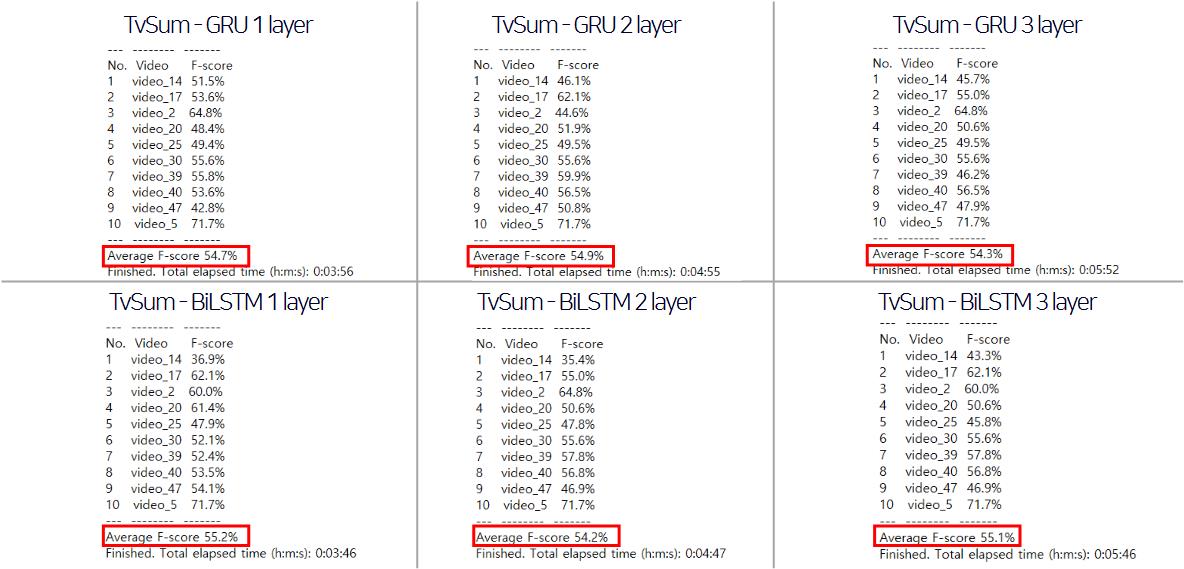 TvSum - GRU 1 layer
--- -------- -------
No. Video F-score
1 video_14 51.5%
2 video_17 53.6%
3 video_2 64.8%
4 video_20 48.4%
5 video_25 49.4%
6 video_30 55.6%
7 video_39 55.8%
8 video_40 53.6%
9 video_47 42.8%
10 video_5 71.7%
--- -------- -------
Average F-score 54.7%
Finished. Total elapsed time (h:m:s): 0:03:56
TvSum - GRU 2 layer
--- -------- -------
No. Video F-score
1 video_14 46.1%
2 video_17 62.1%
3 video_2 44.6%
4 video_20 51.9%
5 video_25 49.5%
6 video_30 55.6%
7 video_39 59.9%
8 video_40 56.5%
9 video_47 50.8%
10 video_5 71.7%
--- -------- -------
Average F-score 54.9%
Finished. Total elapsed time (h:m:s): 0:04:55
TvSum - GRU 3 layer
--- -------- -------
No. Video F-score
1 video_14 45.7%
2 video_17 55.0%
3 video_2 64.8%
4 video_20 50.6%
5 video_25 49.5%
6 video_30 55.6%
7 video_39 46.2%
8 video_40 56.5%
9 video_47 47.9%
10 video_5 71.7%
--- -------- -------
Average F-score 54.3%
Finished. Total elapsed time (h:m:s): 0:05:52
TvSum - BiLSTM 1 layer
--- -------- -------
No. Video F-score
1 video_14 36.9%
2 video_17 62.1%
3 video_2 60.0%
4 video_20 61.4%
5 video_25 47.9%
6 video_30 52.1%
7 video_39 52.4%
8 video_40 53.5%
9 video_47 54.1%
10 video_5 71.7%
--- -------- -------
Average F-score 55.2%
Finished. Total elapsed time (h:m:s): 0:03:46
TvSum - BiLSTM 2 layer
--- -------- -------
No. Video F-score
1 video_14 35.4%
2 video_17 55.0%
3 video_2 64.8%
4 video_20 50.6%
5 video_25 47.8%
6 video_30 55.6%
7 video_39 57.8%
8 video_40 56.8%
9 video_47 46.9%
10 video_5 71.7%
--- -------- -------
Average F-score 54.2%
Finished. Total elapsed time (h:m:s): 0:04:47
TvSum - BiLSTM 3 layer
--- -------- -------
No. Video F-score
1 video_14 43.3%
2 video_17 62.1%
3 video_2 60.0%
4 video_20 50.6%
5 video_25 45.8%
6 video_30 55.6%
7 video_39 57.8%
8 video_40 56.8%
9 video_47 46.9%
10 video_5 71.7%
--- -------- -------
Average F-score 55.1%
Finished. Total elapsed time (h:m:s): 0:05:46